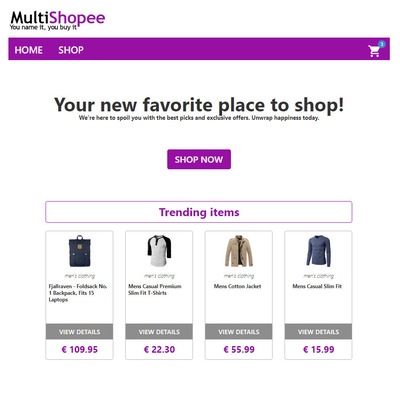 MultiShopee
You name it, you buy it
HOME SHOP
3
Your new favorite place to shop!
We're here to spoil you with the best picks and exclusive offers. Unwrap happiness today.
SHOP NOW
Trending items
men's clothing
Fjallraven - Foldsack No.
1 Backpack, Fits 15
Laptops
VIEW DETAILS
€ 109.95
men's clothing
Mens Casual Premium
Slim Fit T-Shirts
VIEW DETAILS
€ 22.30
men's clothing
Mens Cotton Jacket
VIEW DETAILS
€ 55.99
men's clothing
Mens Casual Slim Fit
VIEW DETAILS
€ 15.99